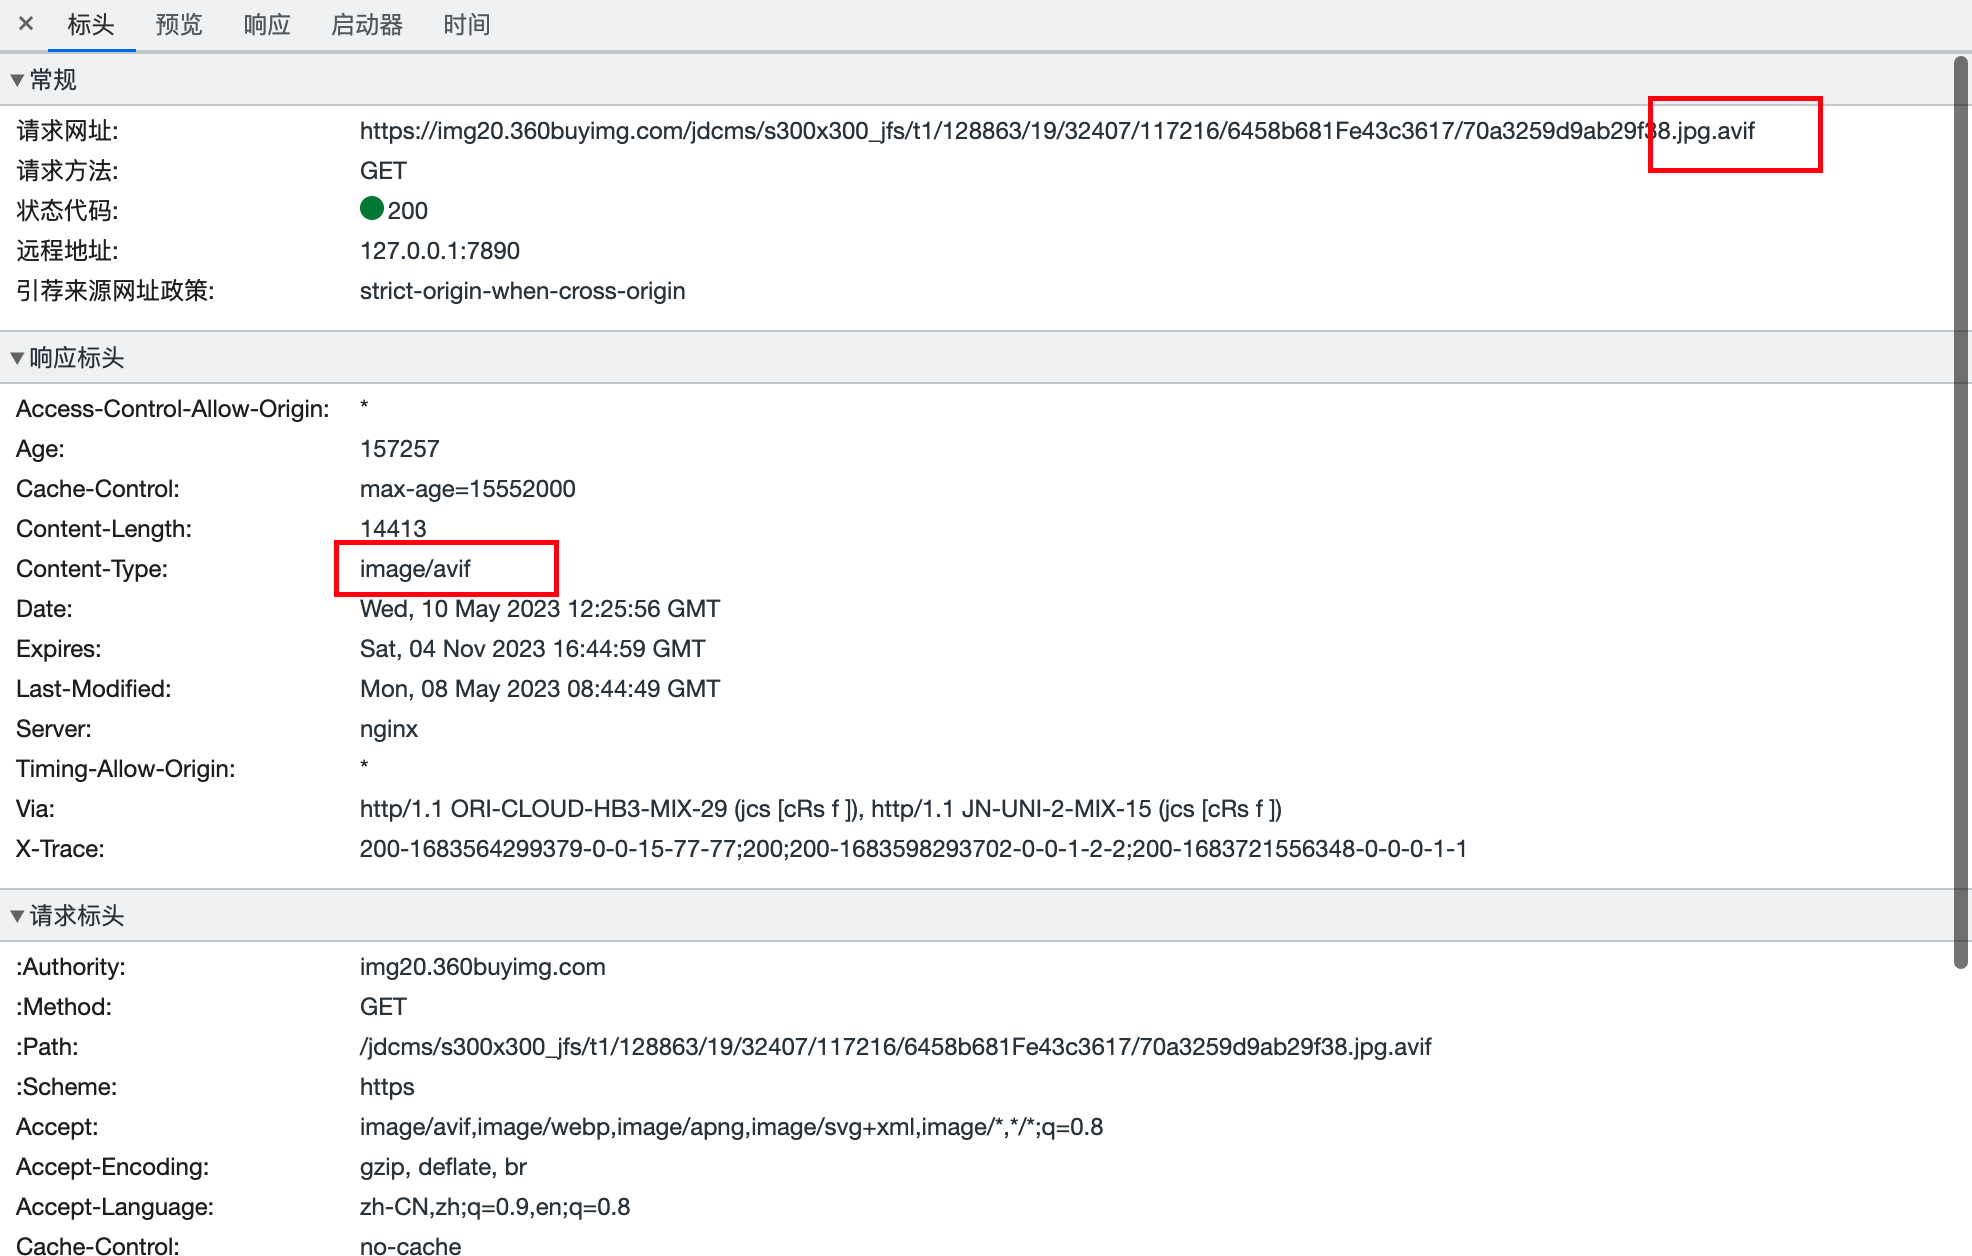 × 标头 预览 响应 启动器 时间
▼常规
请求网址: https://img20.360buyimg.com/jdcms/s300x300_jfs/t1/128863/19/32407/117216/6458b681Fe43c3617/70a3259d9ab29f38.jpg.avif
请求方法: GET
状态代码: 200
远程地址: 127.0.0.1:7890
引荐来源网址政策: strict-origin-when-cross-origin
▼响应标头
Access-Control-Allow-Origin: *
Age: 157257
Cache-Control: max-age=15552000
Content-Length: 14413
Content-Type: image/avif
Date: Wed, 10 May 2023 12:25:56 GMT
Expires: Sat, 04 Nov 2023 16:44:59 GMT
Last-Modified: Mon, 08 May 2023 08:44:49 GMT
Server: nginx
Timing-Allow-Origin: *
Via: http/1.1 ORI-CLOUD-HB3-MIX-29 (jcs [cRs f ]), http/1.1 JN-UNI-2-MIX-15 (jcs [cRs f ])
X-Trace: 200-1683564299379-0-0-15-77-77;200;200-1683598293702-0-0-1-2-2;200-1683721556348-0-0-0-1-1
▼请求标头
:Authority: img20.360buyimg.com
:Method: GET
:Path: /jdcms/s300x300_jfs/t1/128863/19/32407/117216/6458b681Fe43c3617/70a3259d9ab29f38.jpg.avif
:Scheme: https
Accept: image/avif,image/webp,image/apng,image/svg+xml,image/*,*/*;q=0.8
Accept-Encoding: gzip, deflate, br
Accept-Language: zh-CN,zh;q=0.9,en;q=0.8
Cache-Control: no-cache